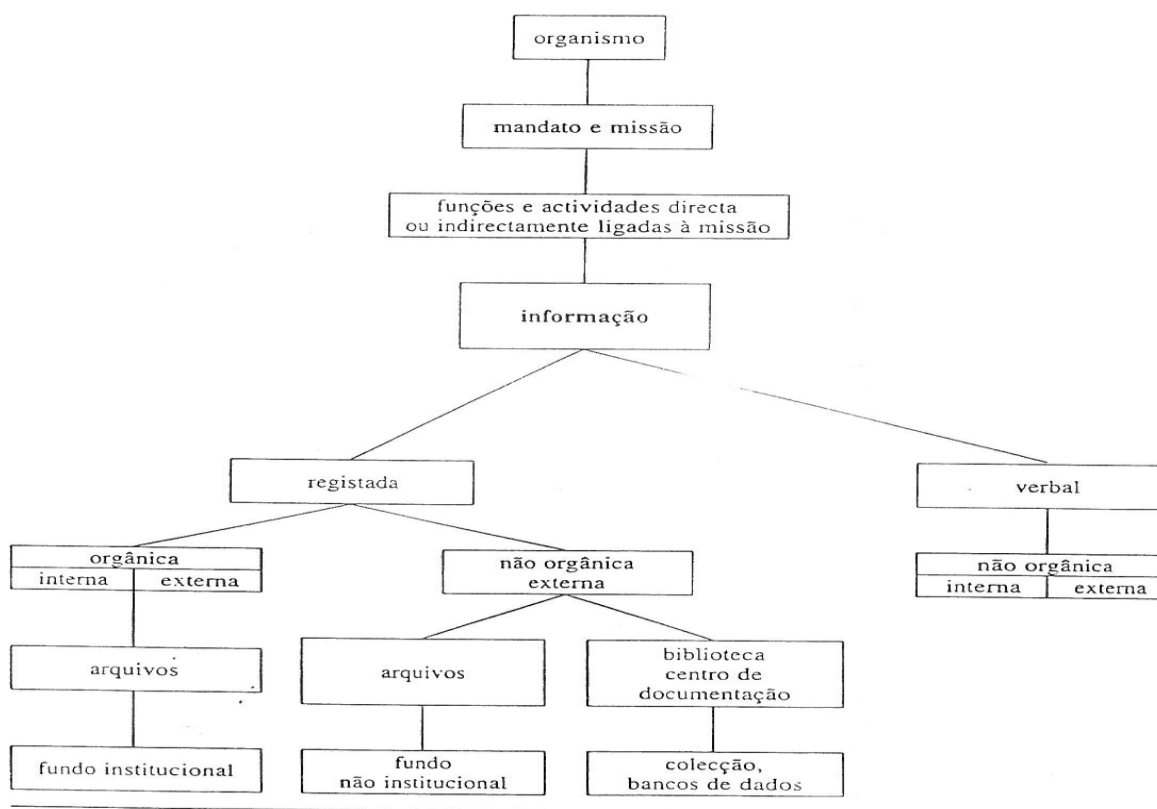 organismo
mandato e missão
funções e actividades directa
ou indirectamente ligadas à missão
informação
registada
verbal
orgânica
interna
externa
não orgânica
externa
não orgânica
interna
externa
arquivos
arquivos
biblioteca
centro de
documentação
fundo institucional
fundo
não institucional
colecção,
bancos de dados